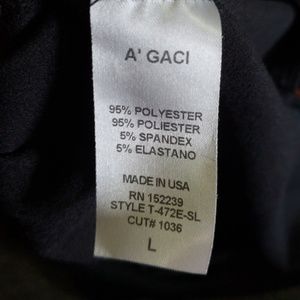 A' GACI
95% POLYESTER
95% POLIESTER
5% SPANDEX
5% ELASTANO
MADE IN USA
RN 152239
STYLE T-472E-SL
CUT# 1036
L